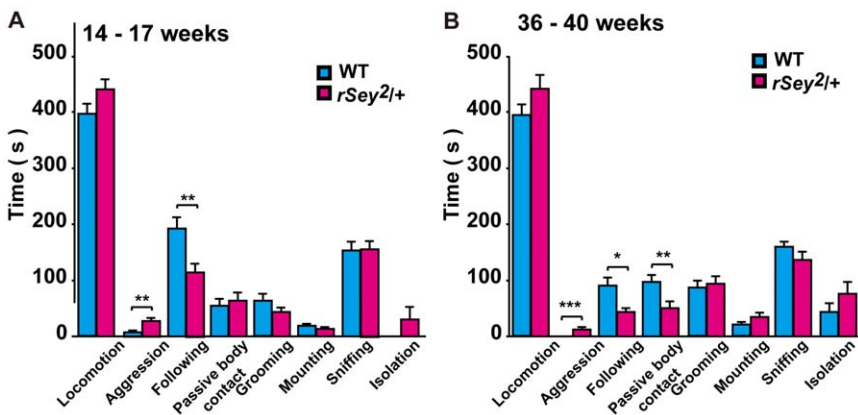 A
14 - 17 weeks
WT
rSey2/+
Time ( s )
500
400
300
200
100
0
**
**
Locomotion
Aggression
Following
Passive body
contact
Grooming
Mounting
Sniffing
Isolation
B
36 - 40 weeks
WT
rSey2/+
Time ( s )
500
400
300
200
100
0
***
*
**
Locomotion
Aggression
Following
Passive body
contact
Grooming
Mounting
Sniffing
Isolation